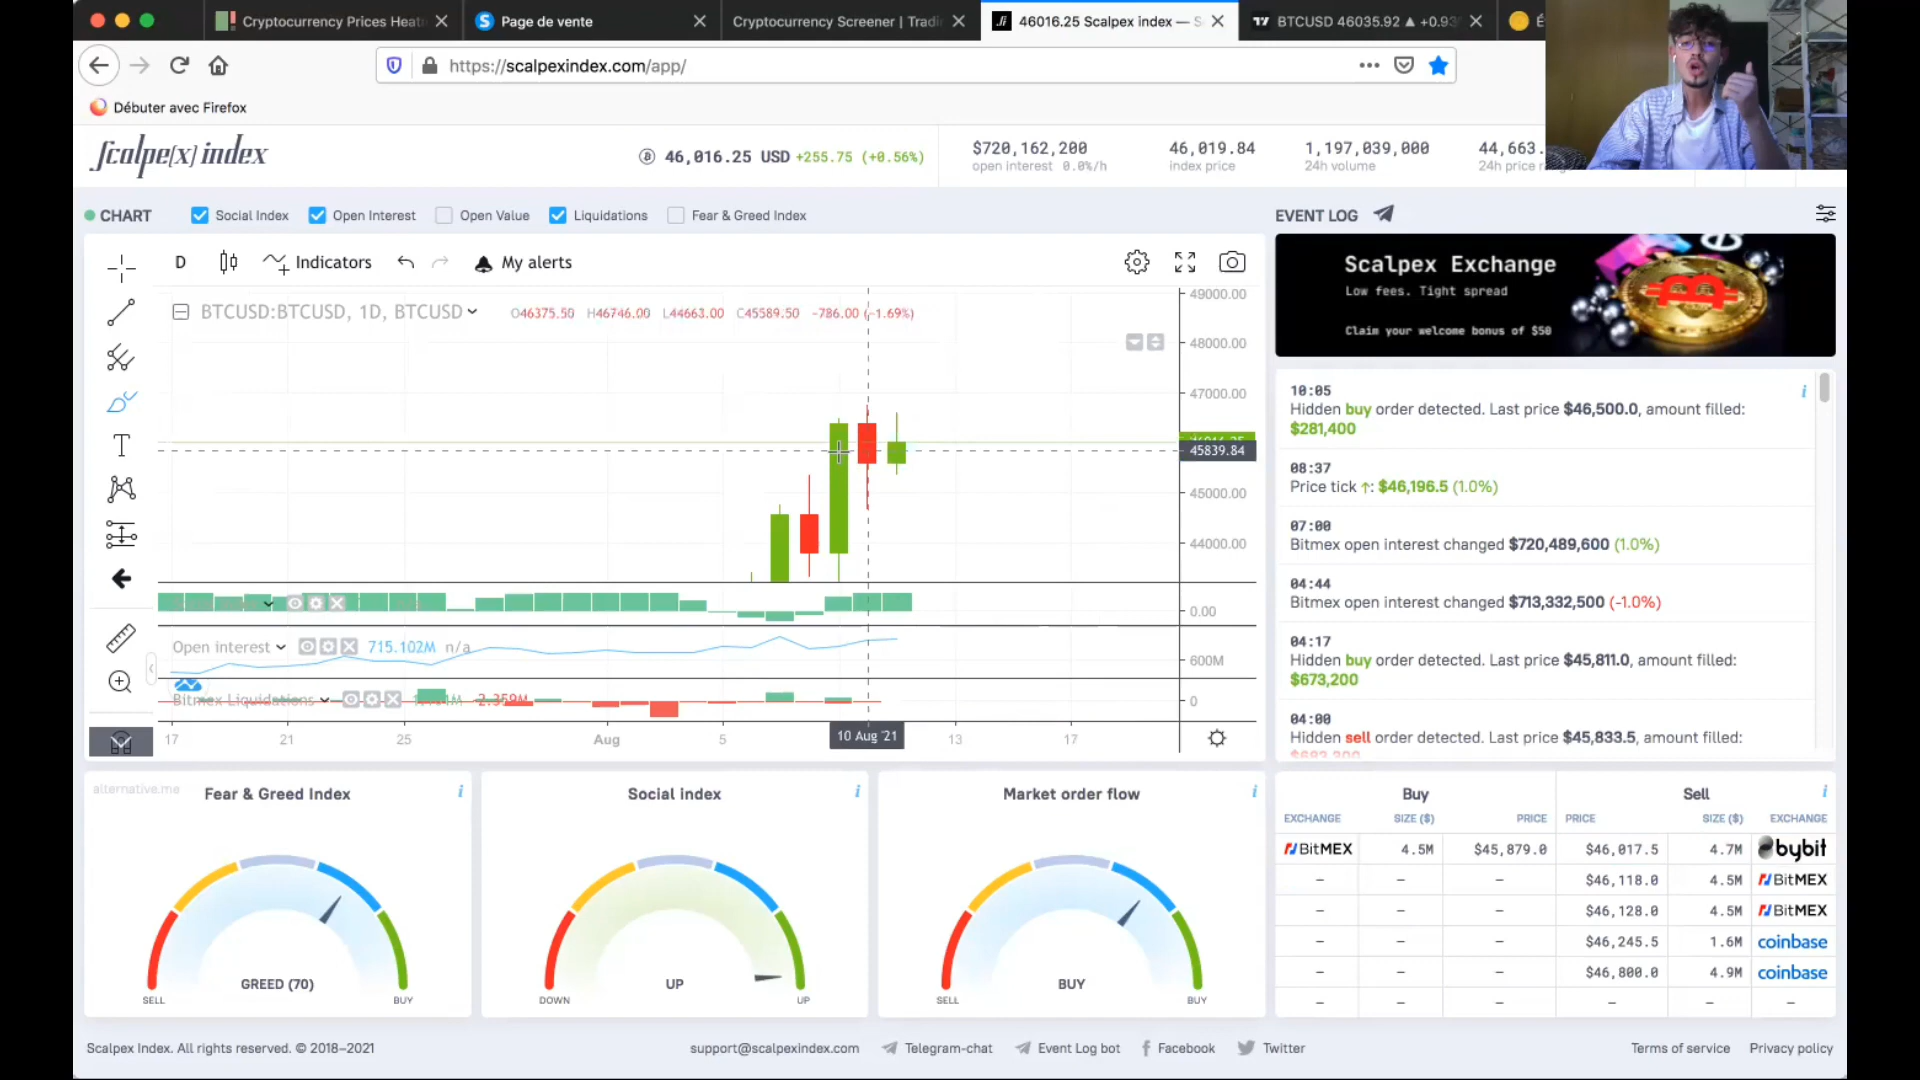 Cryptocurrency Prices Heat
Page de vente
Cryptocurrency Screener | Tradi
46016.25 Scalpex index — S
BTCUSD 46035.92 ▲ +0.93
É
https://scalpexindex.com/app/
Débuter avec Firefox
Scalpe[x] index
46,016.25 USD +255.75 (+0.56%)
$720,162,200
open interest 0.0%/h
46,019.84
index price
1,197,039,000
24h volume
44,663.
24h price
CHART
Social Index
Open Interest
Open Value
Liquidations
Fear & Greed Index
EVENT LOG
D
Indicators
My alerts
BTCUSD:BTCUSD, 1D, BTCUSD
O46375.50 H46746.00 L44663.00 C45589.50 -786.00 (-1.69%)
49000.00
48000.00
47000.00
45839.84
45000.00
44000.00
0.00
Open interest
715.102M n/a
600M
Bitmex Liquidations
-2.359M
0
17
21
25
Aug
5
10 Aug '21
13
17
Scalpex Exchange
Low fees. Tight spread
Claim your welcome bonus of $50
10:05
Hidden buy order detected. Last price $46,500.0, amount filled:
$281,400
08:37
Price tick ↑: $46,196.5 (1.0%)
07:00
Bitmex open interest changed $720,489,600 (1.0%)
04:44
Bitmex open interest changed $713,332,500 (-1.0%)
04:17
Hidden buy order detected. Last price $45,811.0, amount filled:
$673,200
04:00
Hidden sell order detected. Last price $45,833.5, amount filled:
alternative.me
Fear & Greed Index
GREED (70)
SELL
BUY
Social index
UP
DOWN
UP
Market order flow
BUY
SELL
BUY
Buy
Sell
EXCHANGE SIZE ($) PRICE PRICE SIZE ($) EXCHANGE
BitMEX 4.5M $45,879.0 $46,017.5 4.7M bybit
– – – $46,118.0 4.5M BitMEX
– – – $46,128.0 4.5M BitMEX
– – – $46,245.5 1.6M coinbase
– – – $46,800.0 4.9M coinbase
– – – – – –
Scalpex Index. All rights reserved. © 2018–2021
support@scalpexindex.com
Telegram-chat
Event Log bot
Facebook
Twitter
Terms of service
Privacy policy